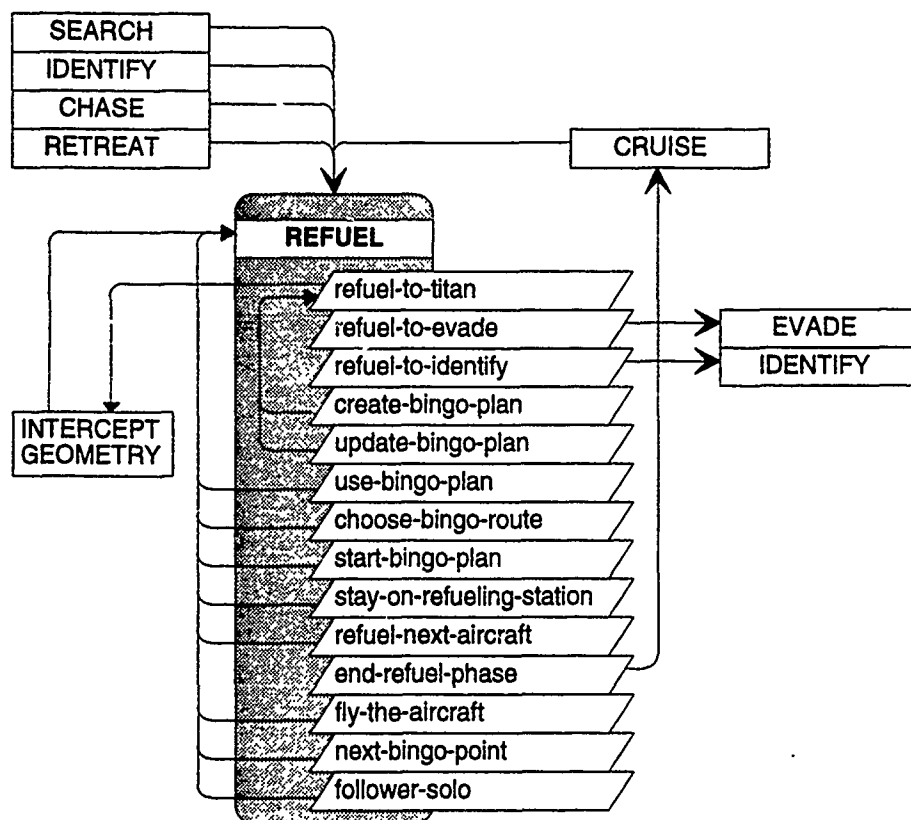 SEARCH
IDENTIFY
CHASE
RETREAT
CRUISE
REFUEL
refuel-to-titan
refuel-to-evade
EVADE
refuel-to-identify
IDENTIFY
create-bingo-plan
INTERCEPT
GEOMETRY
update-bingo-plan
use-bingo-plan
choose-bingo-route
start-bingo-plan
stay-on-refueling-station
refuel-next-aircraft
end-refuel-phase
fly-the-aircraft
next-bingo-point
follower-solo